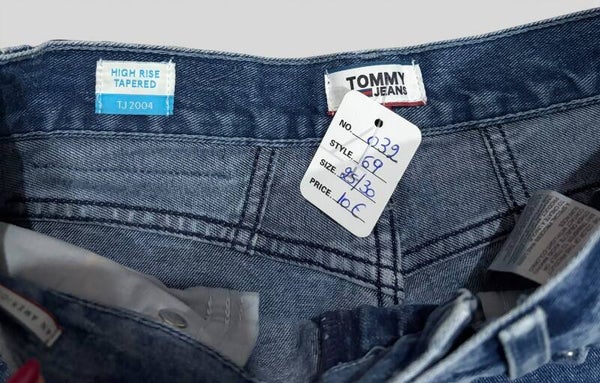 HIGH RISE
TAPERED
TJ 2004
TOMMY
JEANS
NO. 032
STYLE 69
SIZE 25/30
PRICE 10€